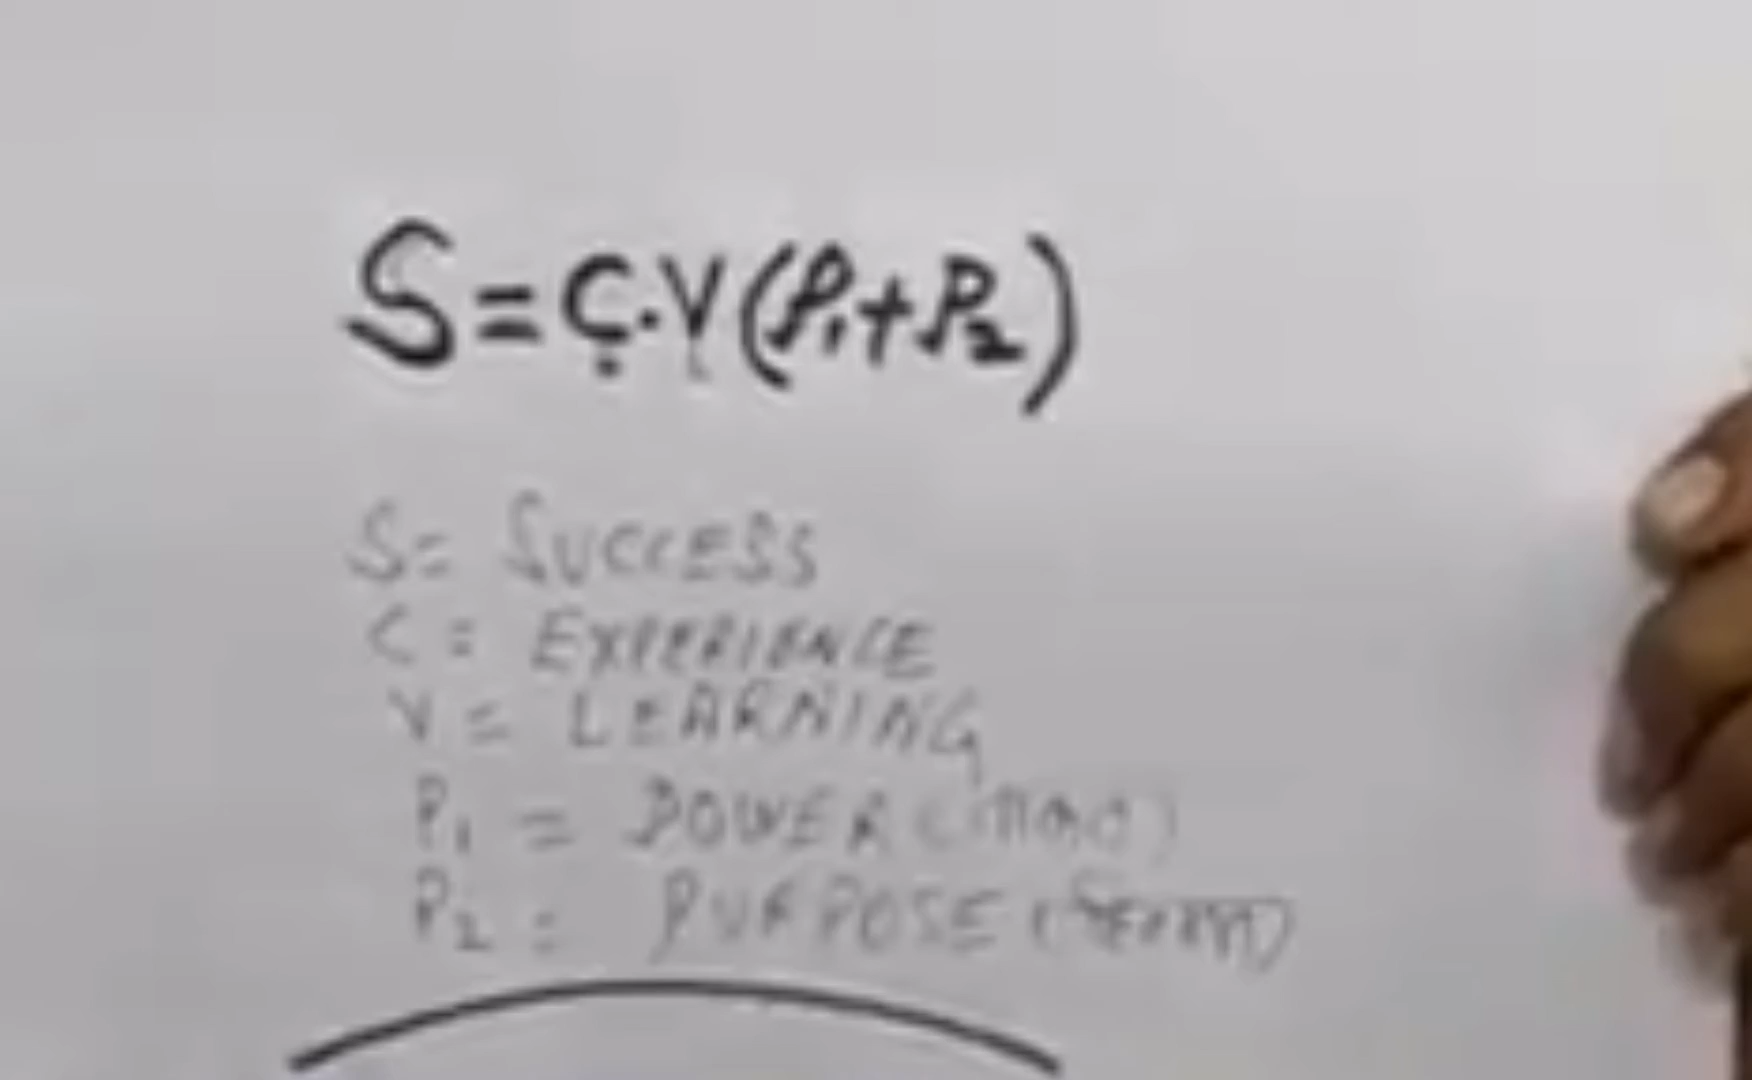 S=C.V(P1+P2)
S= SUCCESS
C= EXPERIENCE
V= LEARNING
P1 = POWER
P2 = PURPOSE